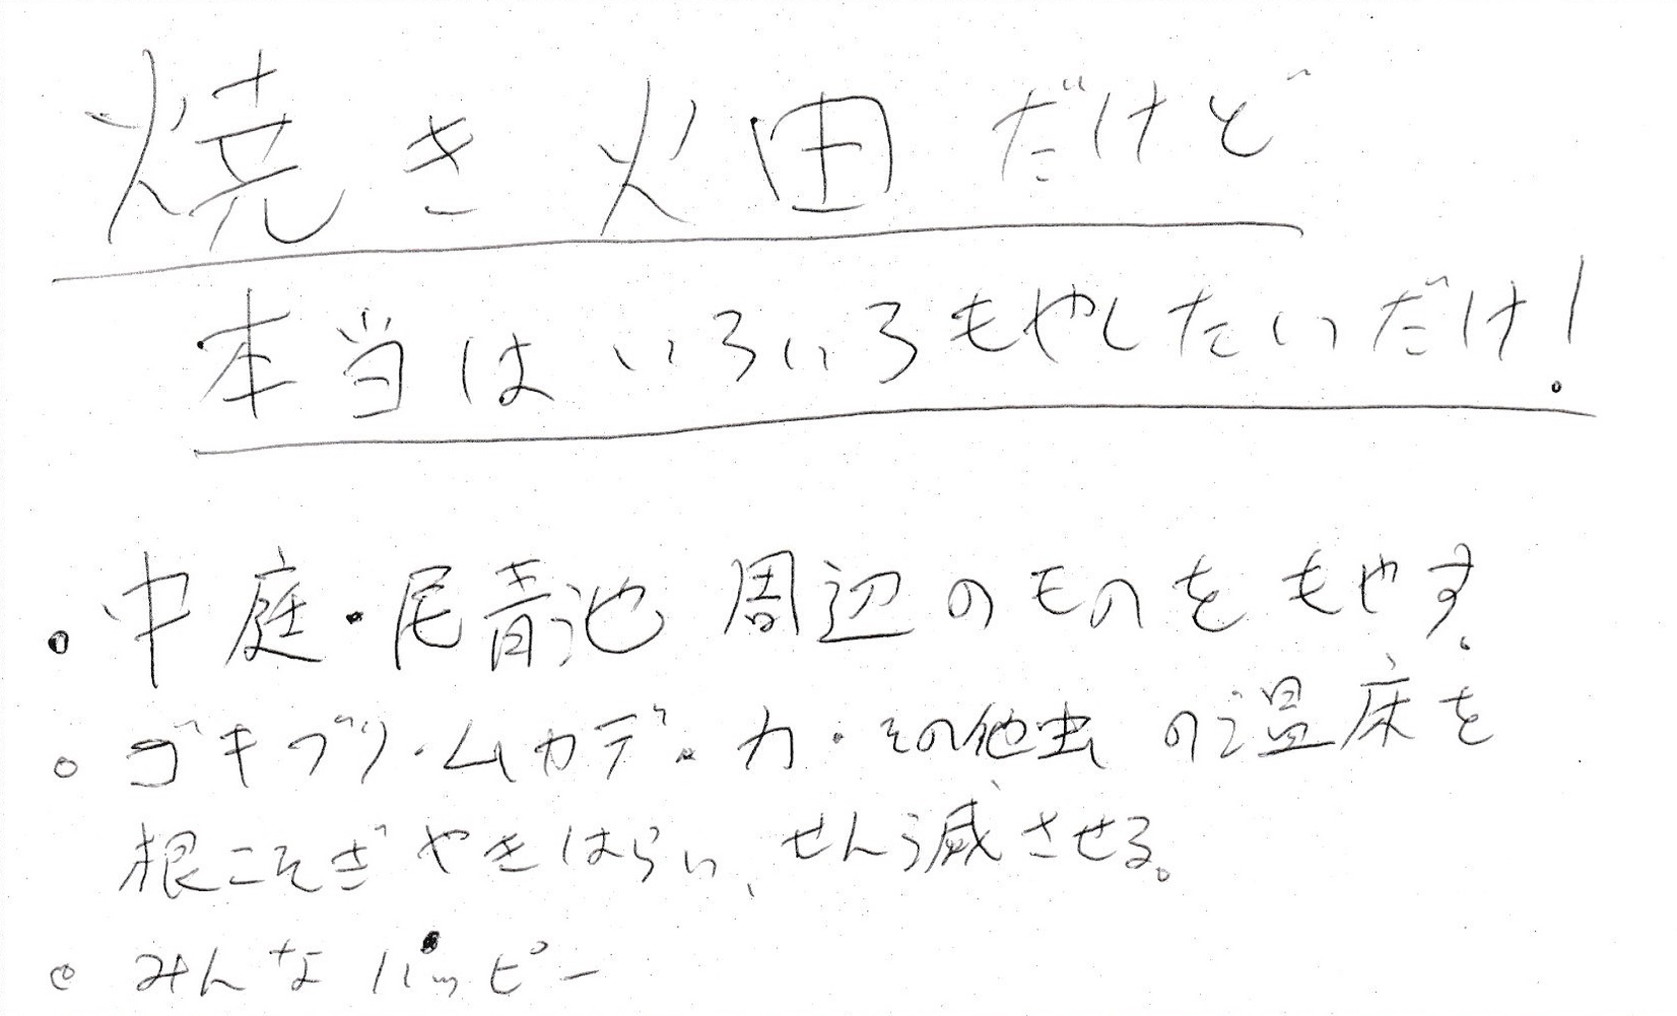 焼き畑だけど
本当はいろいろもやしたいだけ!
・中庭・尾青池周辺のものをもやす。
。ゴキブリ・ムカデ・カ・その他虫の温床を
根こそぎやきはらい、せん滅させる。
。みんなハッピー